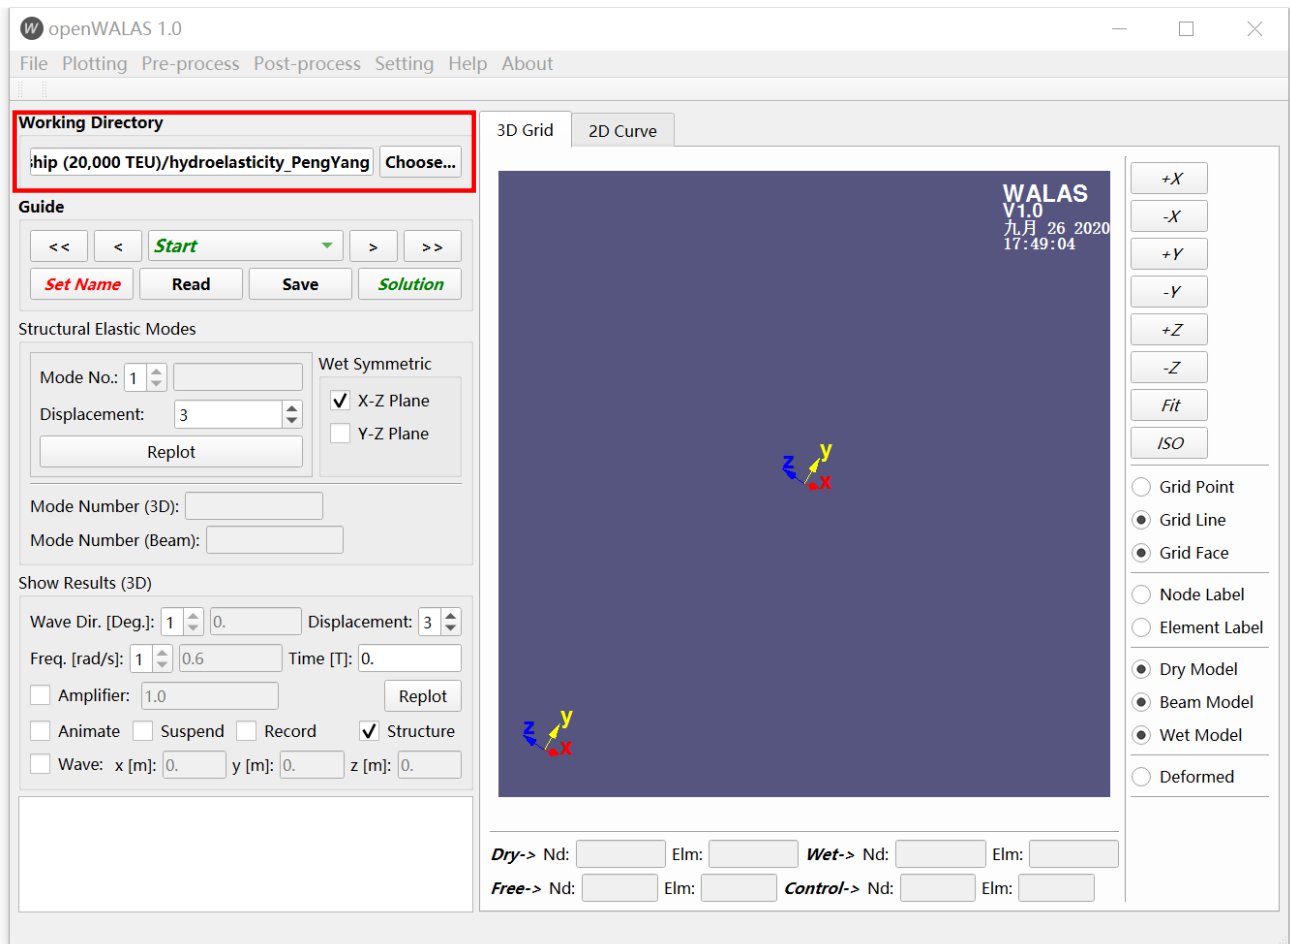 W openWALAS 1.0
File Plotting Pre-process Post-process Setting Help About
Working Directory
ship (20,000 TEU)/hydroelasticity_PengYang Choose...
Guide
<< < Start > >>
Set Name Read Save Solution
Structural Elastic Modes
Mode No.: 1
Displacement: 3
Replot
Wet Symmetric
X-Z Plane
Y-Z Plane
Mode Number (3D):
Mode Number (Beam):
Show Results (3D)
Wave Dir. [Deg.]: 1 0. Displacement: 3
Freq. [rad/s]: 1 0.6 Time [T]: 0.
Amplifier: 1.0 Replot
Animate Suspend Record Structure
Wave: x [m]: 0. y [m]: 0. z [m]: 0.
3D Grid 2D Curve
WALAS
V1.0
九月 26 2020
17:49:04
z y x
z y x
Dry-> Nd: Elm: Wet-> Nd: Elm:
Free-> Nd: Elm: Control-> Nd: Elm:
+X
-X
+Y
-Y
+Z
-Z
Fit
ISO
Grid Point
Grid Line
Grid Face
Node Label
Element Label
Dry Model
Beam Model
Wet Model
Deformed